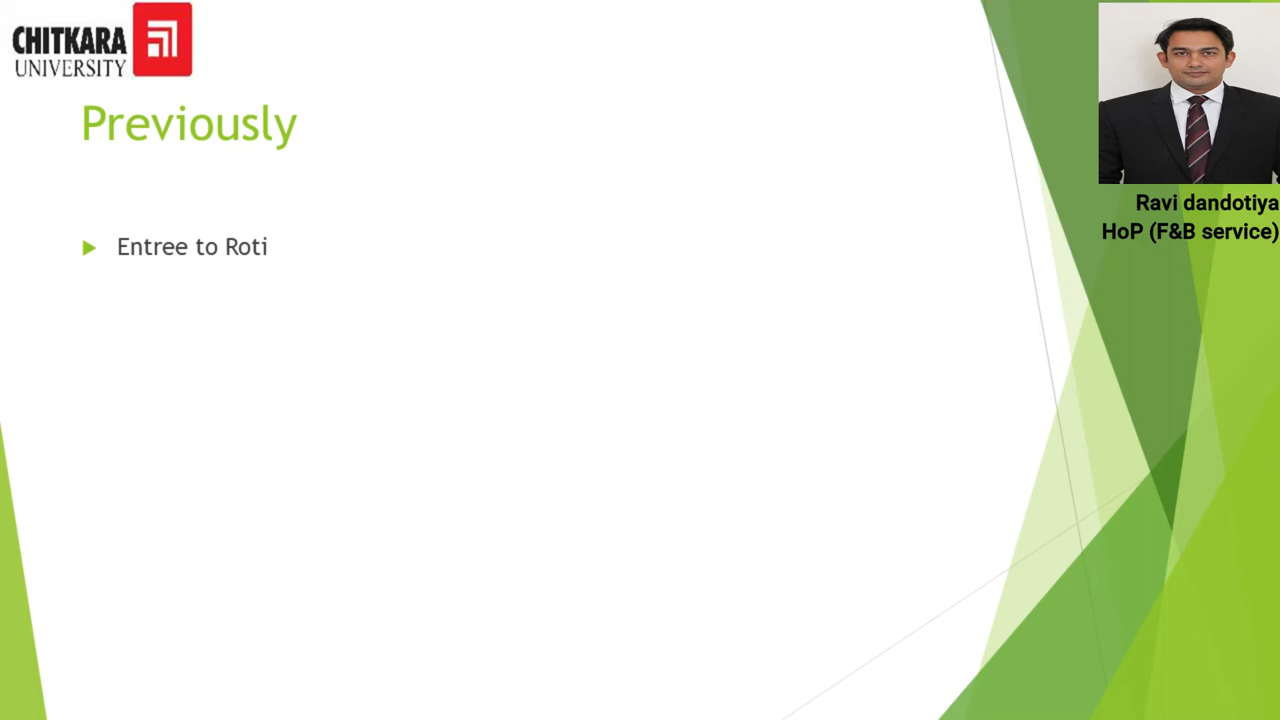 CHITKARA
UNIVERSITY
Previously
Entree to Roti
Ravi dandotiya
HoP (F&B service)